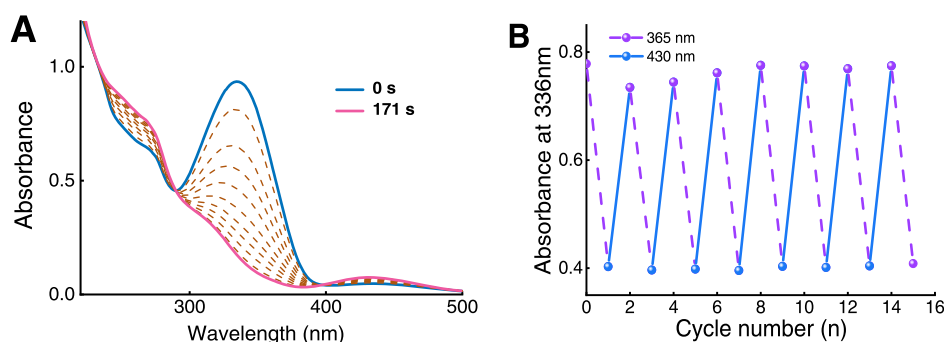 A
Absorbance
1.0
0.5
0.0
300
400
500
Wavelength (nm)
0 s
171 s
B
Absorbance at 336nm
0.8
0.6
0.4
0
2
4
6
8
10
12
14
16
Cycle number (n)
365 nm
430 nm